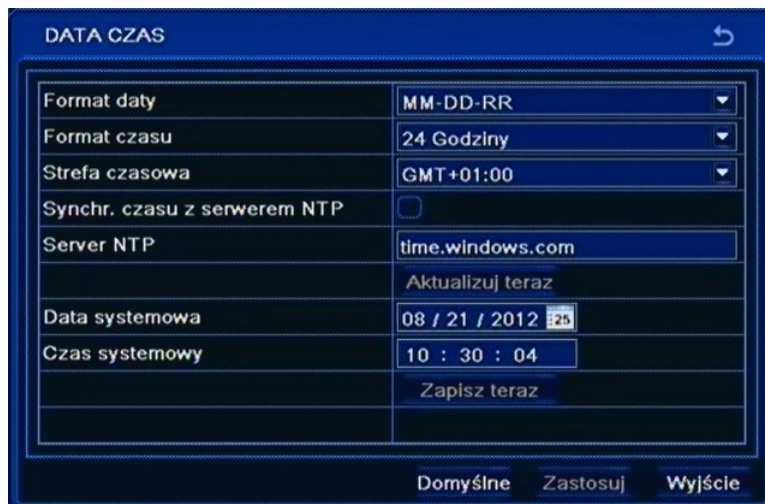 DATA CZAS
Format daty MM-DD-RR
Format czasu 24 Godziny
Strefa czasowa GMT+01:00
Synchr. czasu z serwerem NTP
Server NTP time.windows.com
Aktualizuj teraz
Data systemowa 08 / 21 / 2012 25
Czas systemowy 10 : 30 : 04
Zapisz teraz
Domyślne Zastosuj Wyjście